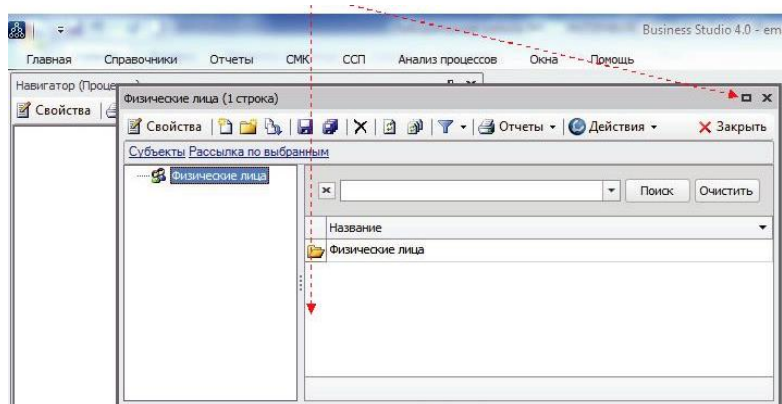 Business Studio 4.0 - em
Главная Справочники Отчеты СМК ССП Анализ процессов Окна Помощь
Навигатор
Физические лица (1 строка)
Свойства
Свойства Отчеты Действия Закрыть
Субъекты Рассылка по выбранным
Физические лица
Поиск Очистить
Название
Физические лица